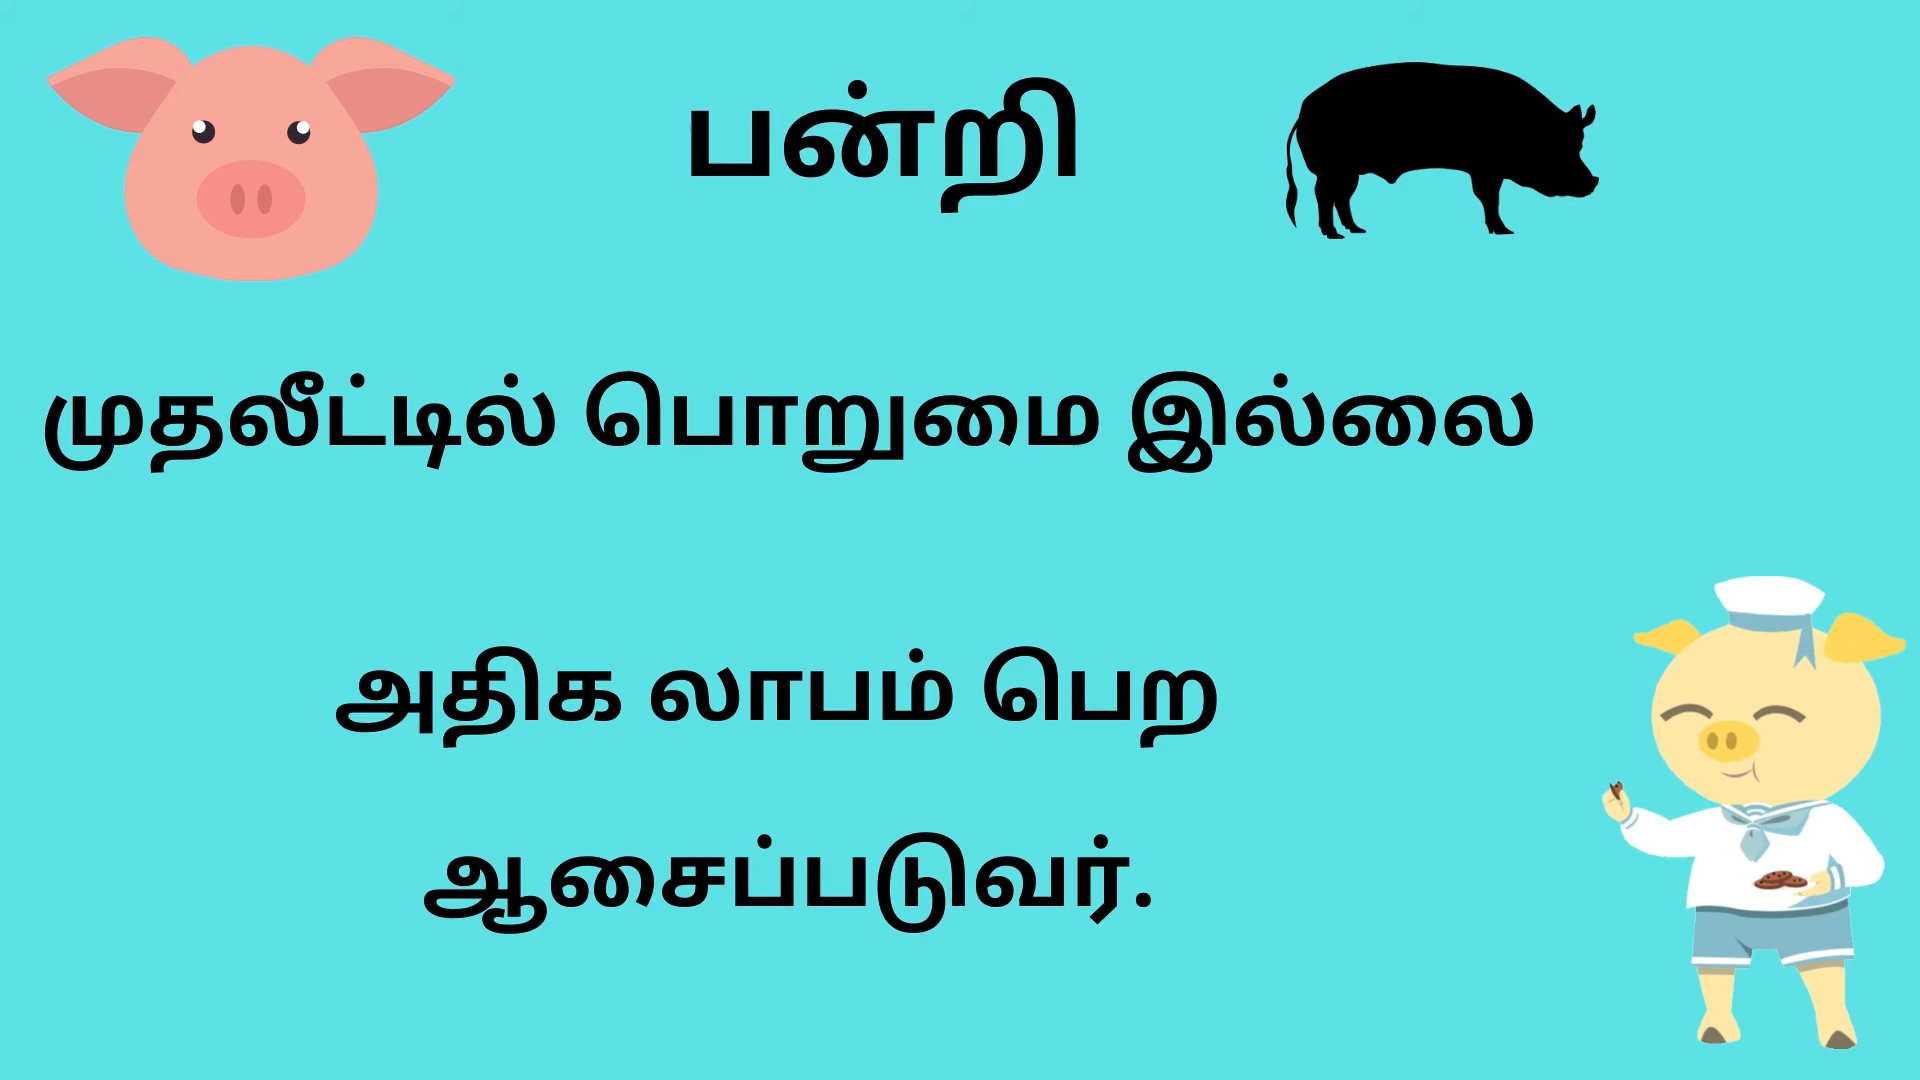 பன்றி
முதலீட்டில் பொறுமை இல்லை
அதிக லாபம் பெற
ஆசைப்படுவர்.